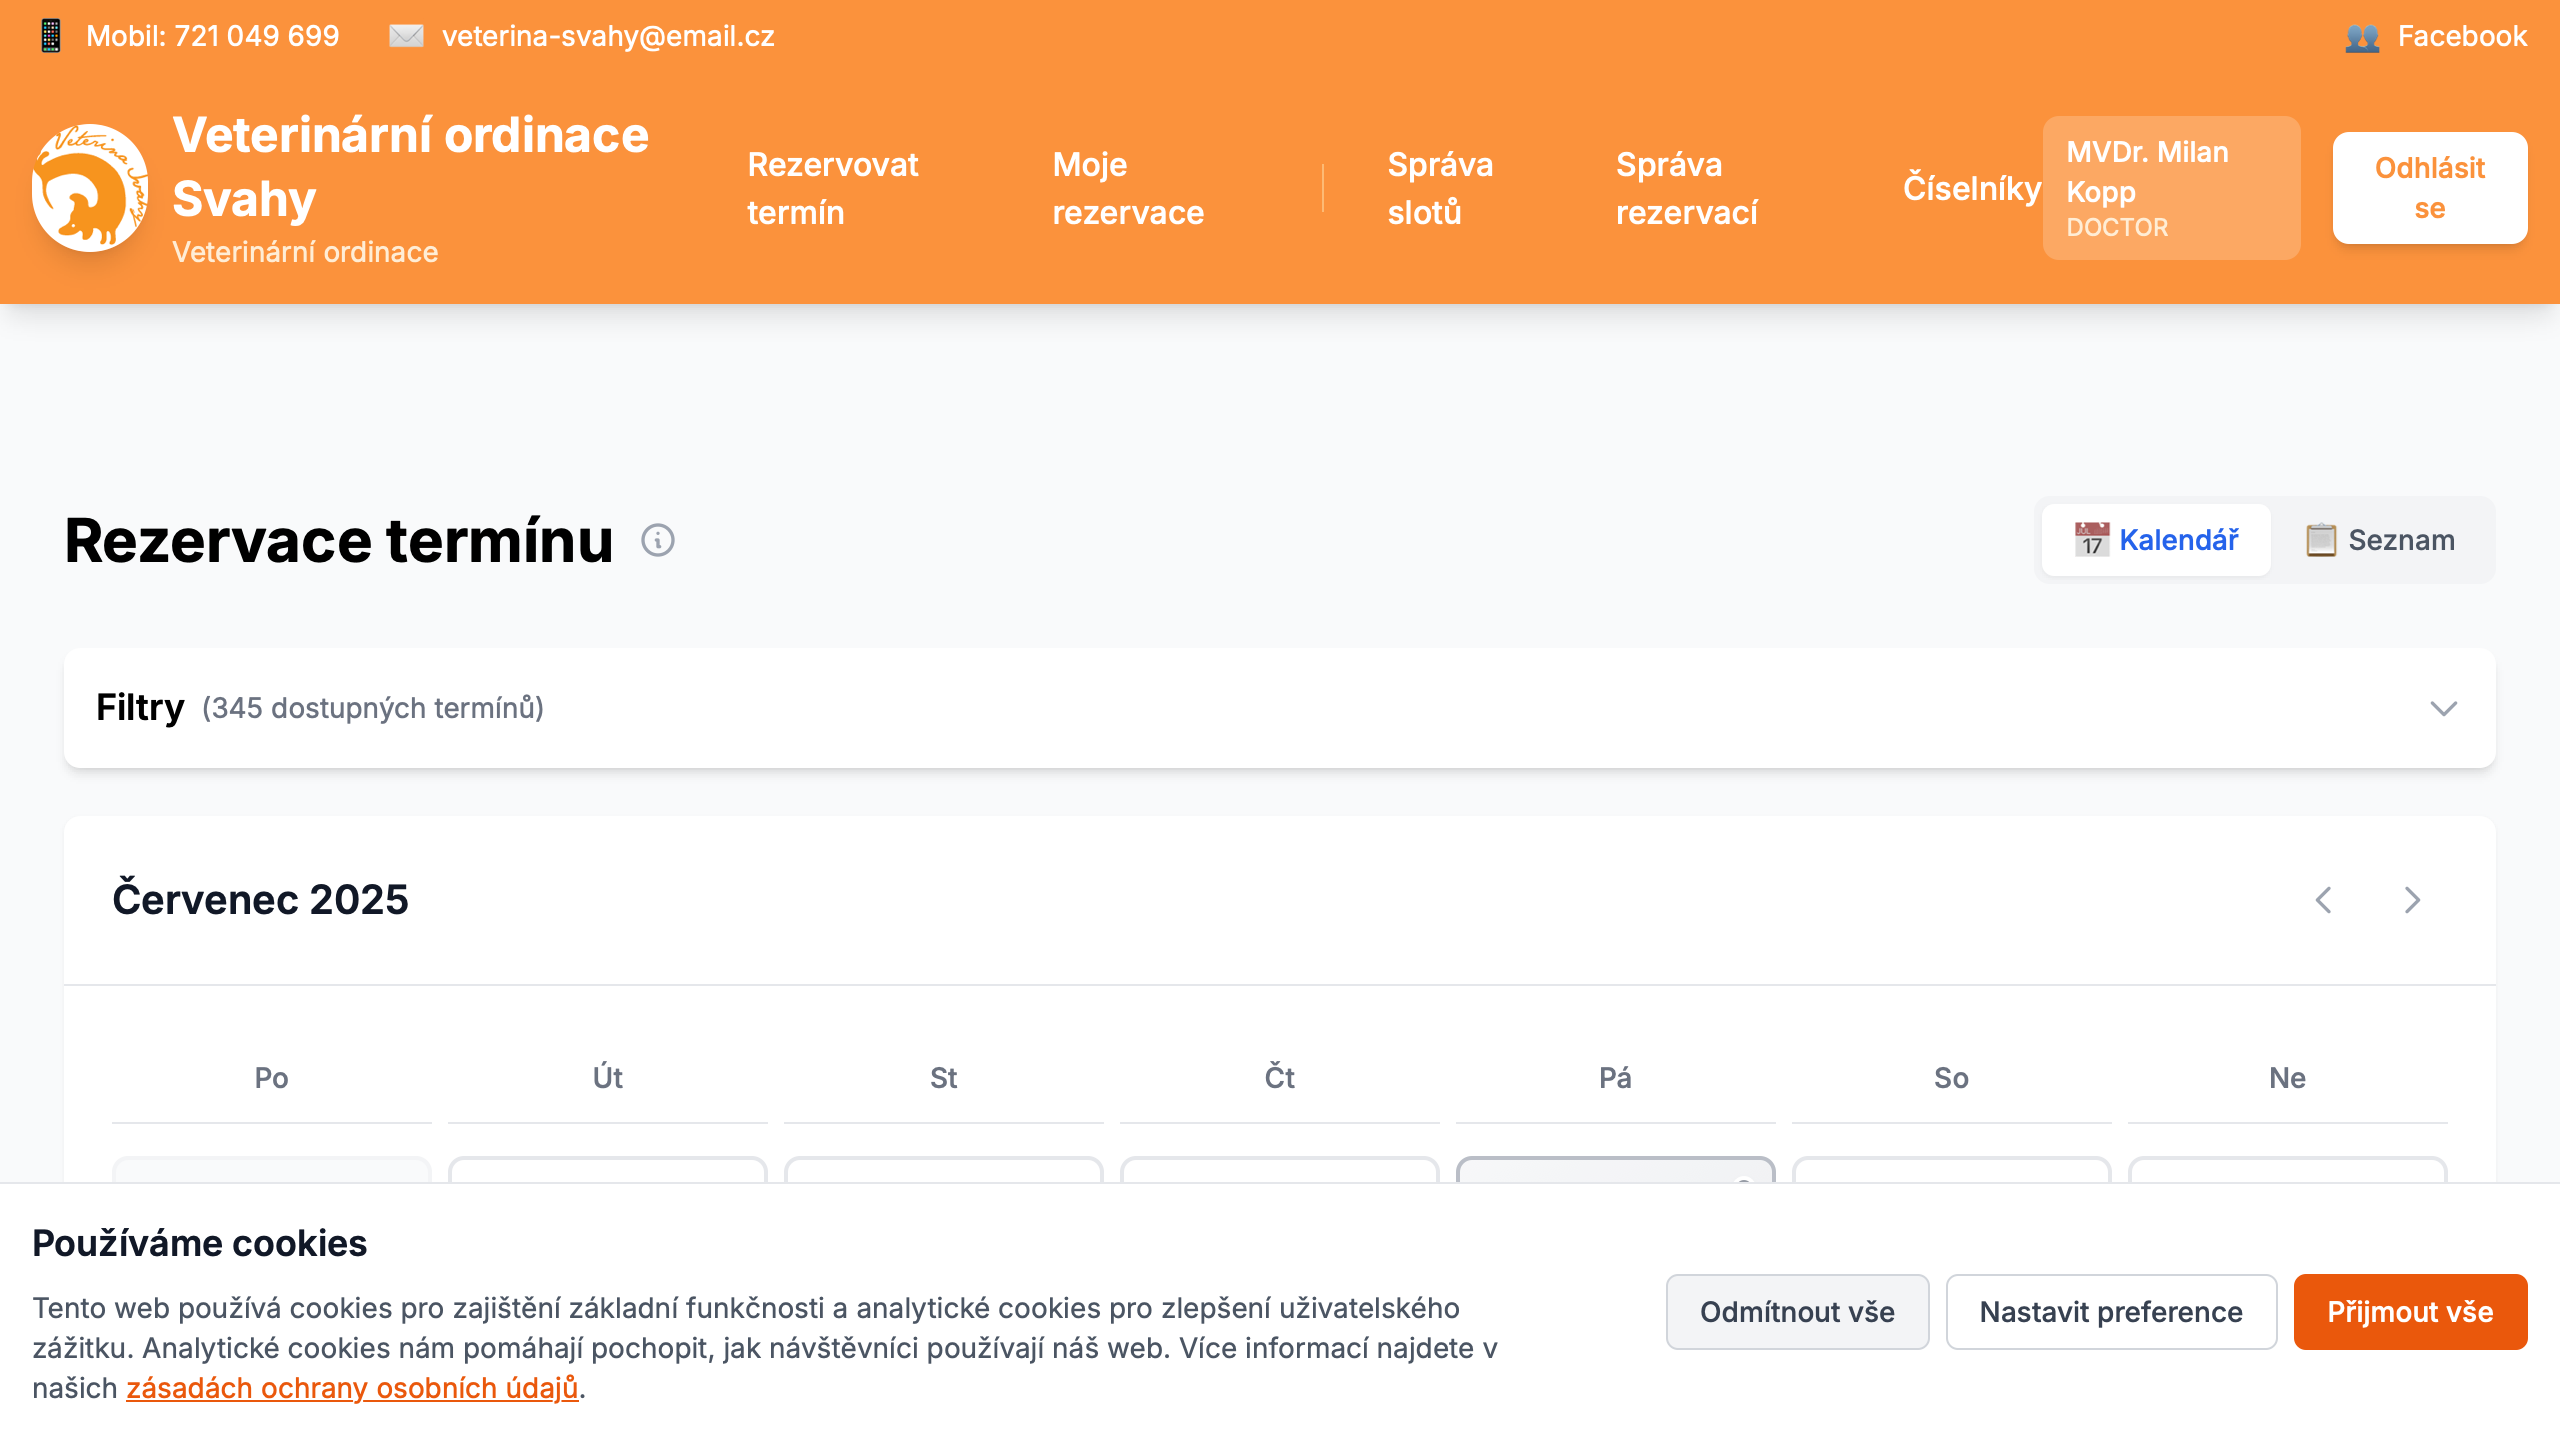 Mobil: 721 049 699
veterina-svahy@email.cz
Facebook
Veterina Svahy
Veterinární ordinace
Svahy
Veterinární ordinace
Rezervovat
termín
Moje
rezervace
Správa
slotů
Správa
rezervací
Číselníky
MVDr. Milan
Kopp
DOCTOR
Odhlásit
se
Rezervace termínu
JUL
17
Kalendář
Seznam
Filtry (345 dostupných termínů)
Červenec 2025
Po Út St Čt Pá So Ne
Používáme cookies
Tento web používá cookies pro zajištění základní funkčnosti a analytické cookies pro zlepšení uživatelského
zážitku. Analytické cookies nám pomáhají pochopit, jak návštěvníci používají náš web. Více informací najdete v
našich zásadách ochrany osobních údajů.
Odmítnout vše
Nastavit preference
Přijmout vše